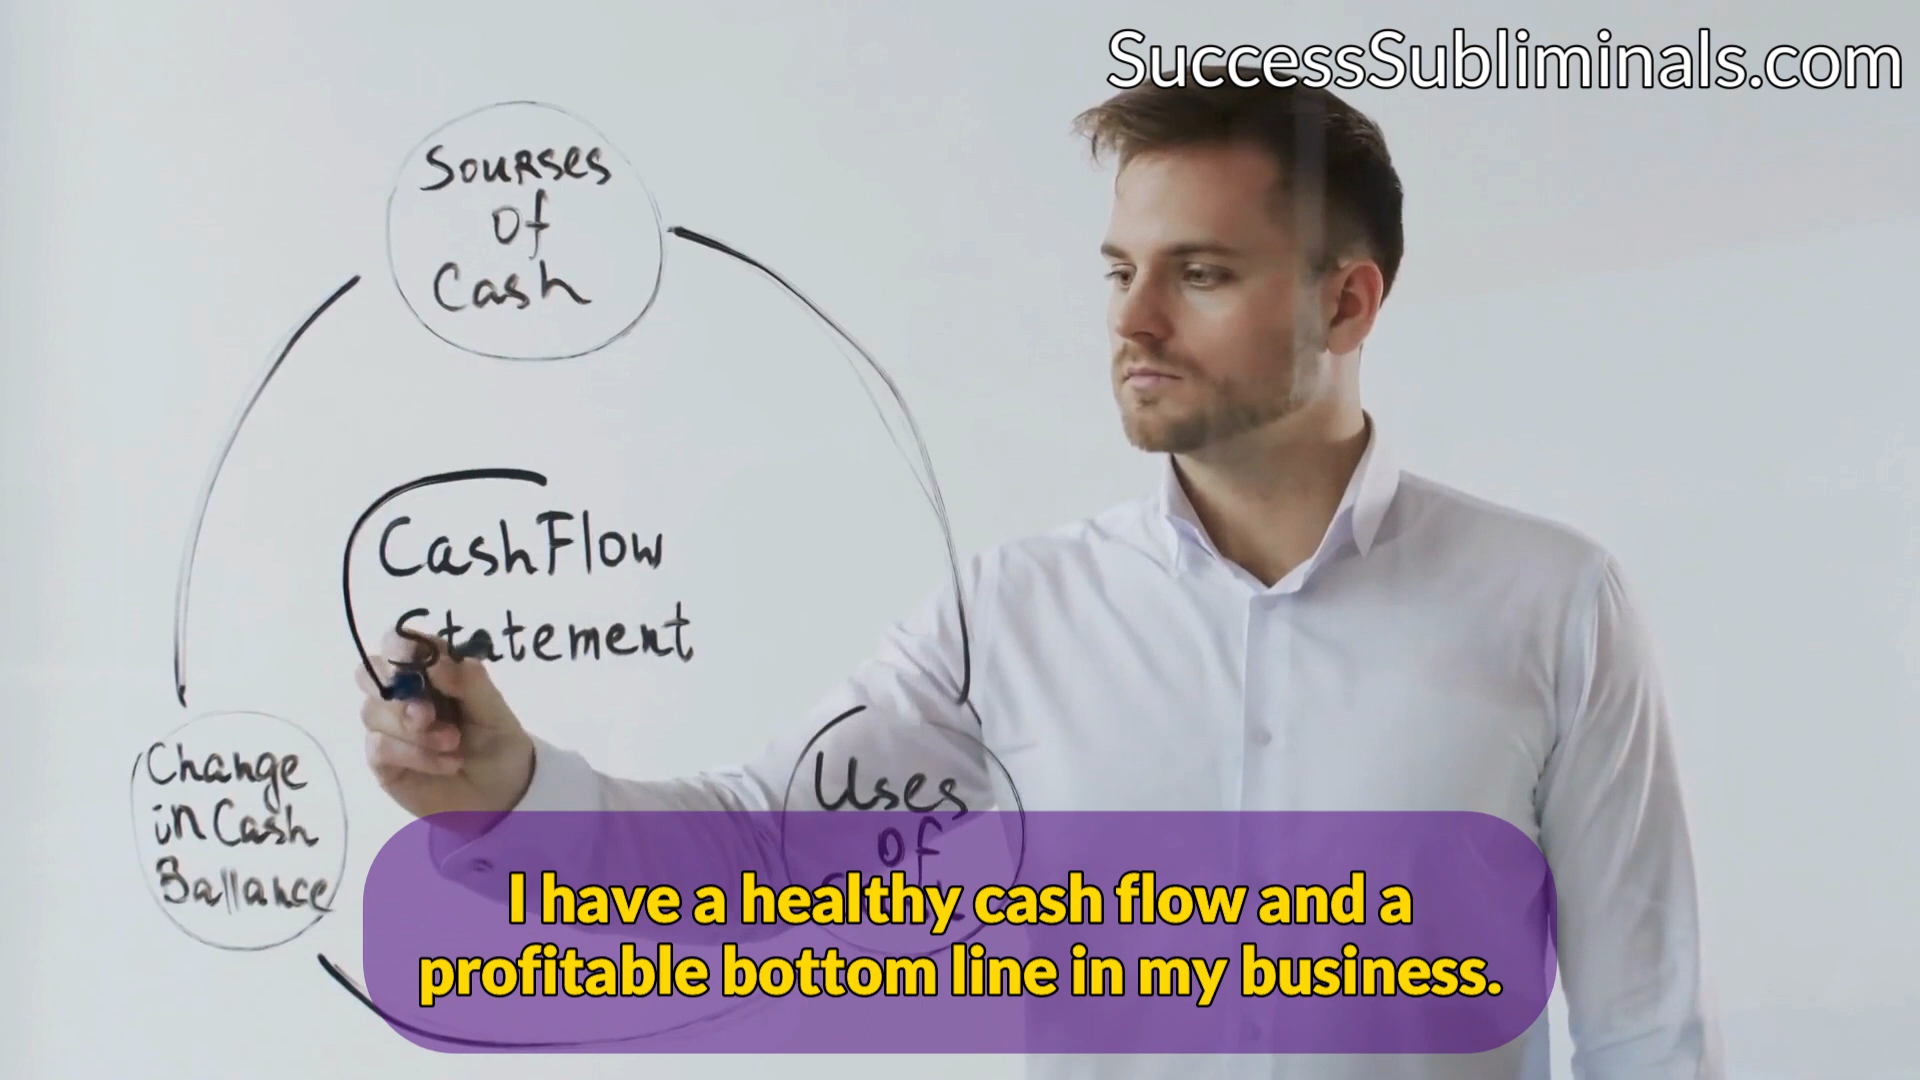 SuccessSubliminals.com
Sourses
of
Cash
CashFlow
Statement
Change
in Cash
Ballance
Uses
of
I have a healthy cash flow and a
profitable bottom line in my business.